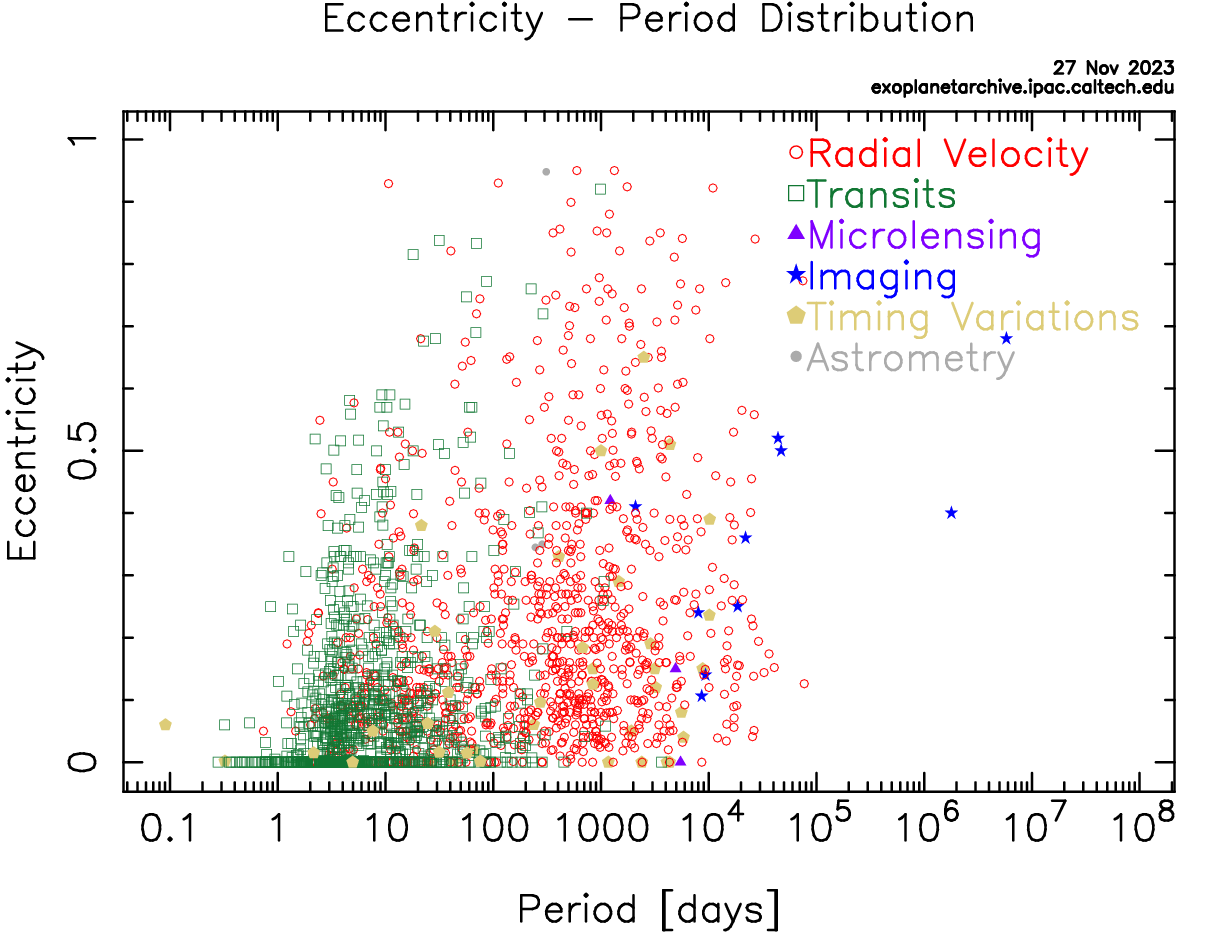 Eccentricity – Period Distribution
27 Nov 2023
exoplanetarchive.ipac.caltech.edu
Radial Velocity
Transits
Microlensing
Imaging
Timing Variations
Astrometry
Eccentricity
1
0.5
0
0.1 1 10 100 1000 10⁴ 10⁵ 10⁶ 10⁷ 10⁸
Period [days]